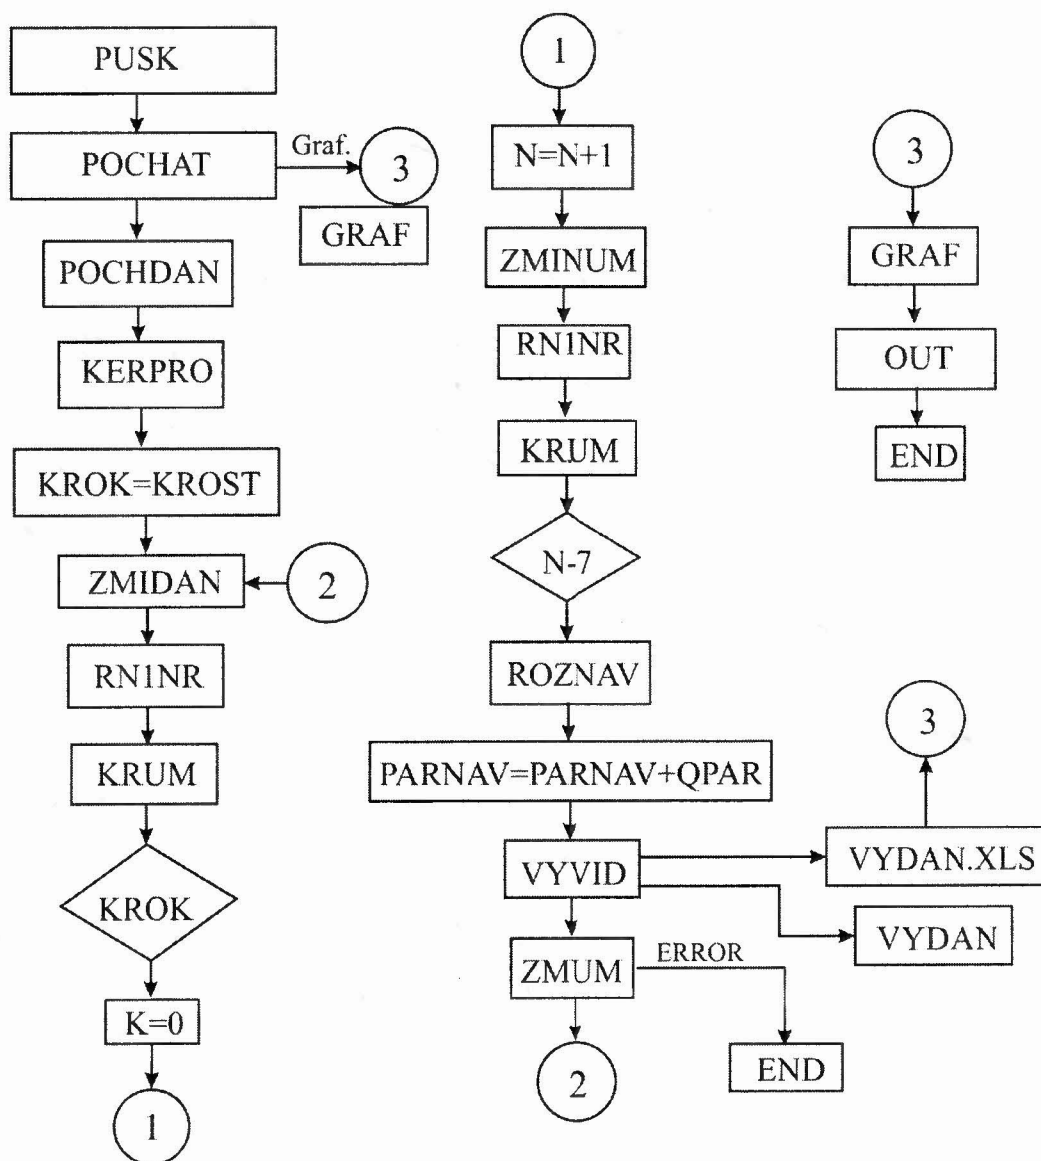 PUSK
POCHAT
Graf.
3
GRAF
POCHDAN
KERPRO
KROK=KROST
ZMIDAN
2
RN1NR
KRUM
KROK
K=0
1
1
N=N+1
ZMINUM
RN1NR
KRUM
N-7
ROZNAV
PARNAV=PARNAV+QPAR
VYVID
ZMUM
ERROR
2
END
3
VYDAN.XLS
VYDAN
3
GRAF
OUT
END